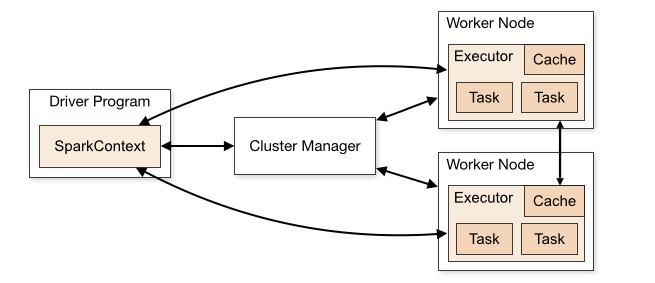 Driver Program
SparkContext
Cluster Manager
Worker Node
Executor
Cache
Task
Task
Worker Node
Executor
Cache
Task
Task